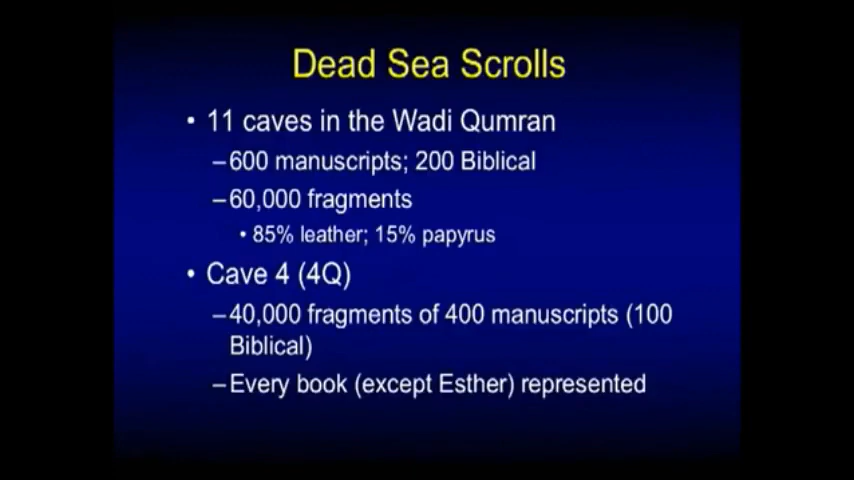 Dead Sea Scrolls
• 11 caves in the Wadi Qumran
–600 manuscripts; 200 Biblical
–60,000 fragments
• 85% leather; 15% papyrus
• Cave 4 (4Q)
–40,000 fragments of 400 manuscripts (100
Biblical)
–Every book (except Esther) represented